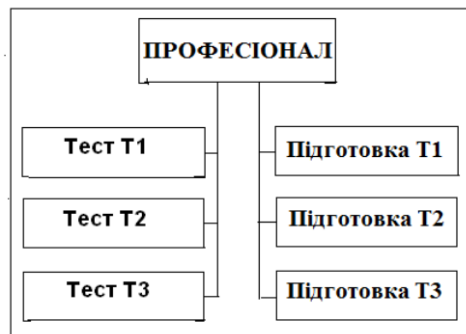 ПРОФЕСІОНАЛ
Тест Т1
Підготовка Т1
Тест Т2
Підготовка Т2
Тест Т3
Підготовка Т3